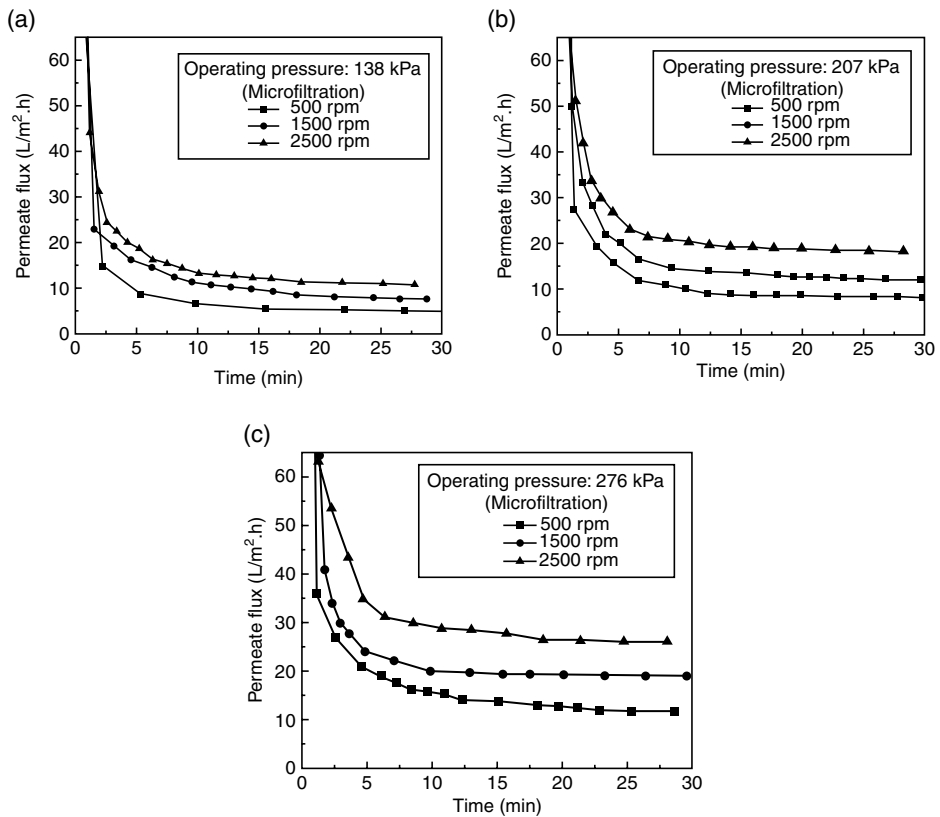 (a)
60
50
40
30
20
10
0
0 5 10 15 20 25 30
Permeate flux (L/m².h)
Time (min)
Operating pressure: 138 kPa
(Microfiltration)
500 rpm
1500 rpm
2500 rpm
(b)
60
50
40
30
20
10
0
0 5 10 15 20 25 30
Permeate flux (L/m².h)
Time (min)
Operating pressure: 207 kPa
(Microfiltration)
500 rpm
1500 rpm
2500 rpm
(c)
60
50
40
30
20
10
0
0 5 10 15 20 25 30
Permeate flux (L/m².h)
Time (min)
Operating pressure: 276 kPa
(Microfiltration)
500 rpm
1500 rpm
2500 rpm